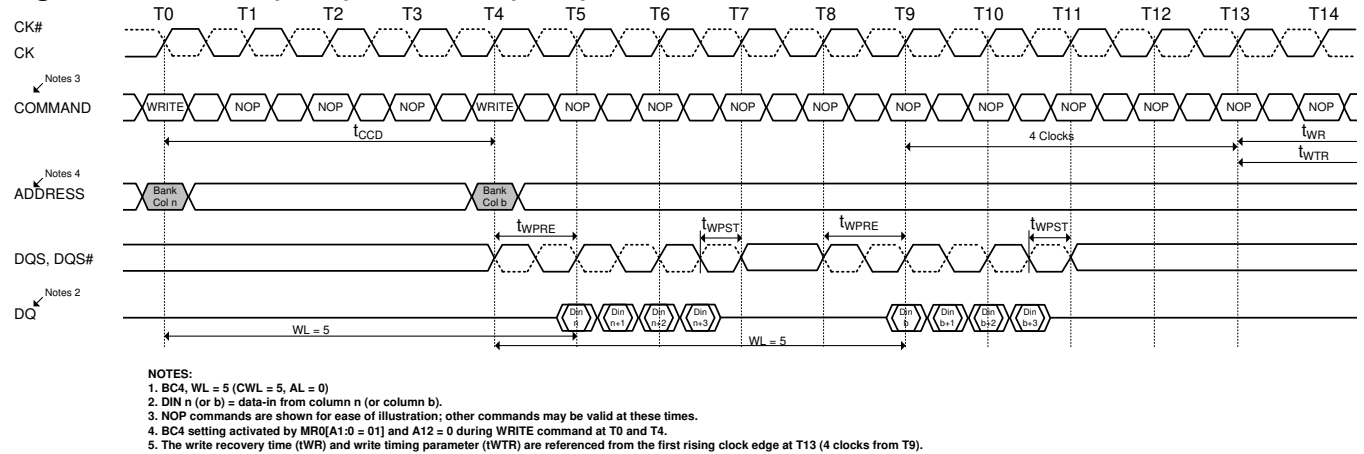 T0 T1 T2 T3 T4 T5 T6 T7 T8 T9 T10 T11 T12 T13 T14
CK#
CK
Notes 3
COMMAND WRITE NOP NOP NOP WRITE NOP NOP NOP NOP NOP NOP NOP NOP NOP NOP
tCCD 4 Clocks tWR
tWTR
Notes 4
ADDRESS Bank Col n Bank Col b
tWPRE tWPST tWPRE tWPST
DQS, DQS#
Notes 2
DQ Din n Din n+1 Din n+2 Din n+3 Din b Din b+1 Din b+2 Din b+3
WL = 5
WL = 5
NOTES:
1. BC4, WL = 5 (CWL = 5, AL = 0)
2. DIN n (or b) = data-in from column n (or column b).
3. NOP commands are shown for ease of illustration; other commands may be valid at these times.
4. BC4 setting activated by MR0[A1:0 = 01] and A12 = 0 during WRITE command at T0 and T4.
5. The write recovery time (tWR) and write timing parameter (tWTR) are referenced from the first rising clock edge at T13 (4 clocks from T9).